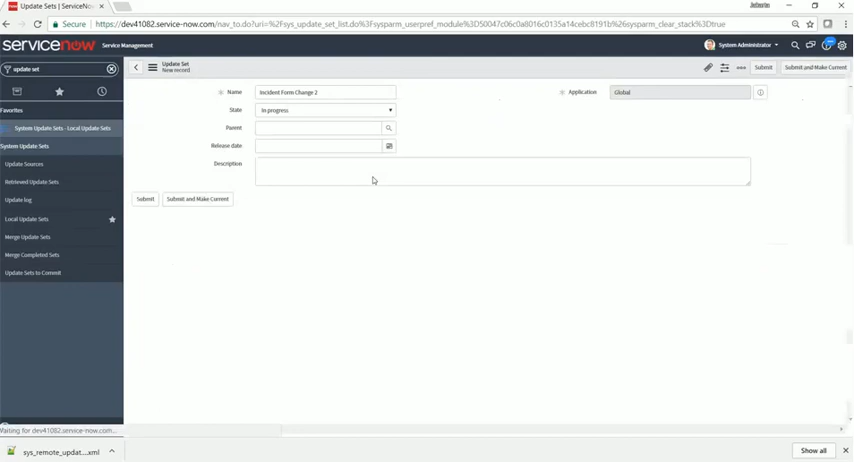 Update Sets | ServiceNow
Secure | https://dev41082.service-now.com/nav_to.do?uri=%2Fsys_update_set_list.do%3Fsysparm_userpref_module%3D50047c06c0a8016c0135a14cebc8191b%26sysparm_clear_stack%3Dtrue
servicenow Service Management
System Administrator
update set
Update Set
New record
Submit
Submit and Make Current
Favorites
System Update Sets - Local Update Sets
System Update Sets
Update Sources
Retrieved Update Sets
Update log
Local Update Sets
Merge Update Sets
Merge Completed Sets
Update Sets to Commit
Name
Incident Form Change 2
Application
Global
State
In progress
Parent
Release date
Description
Submit
Submit and Make Current
Waiting for dev41082.service-now.com...
sys_remote_updat....xml
Show all